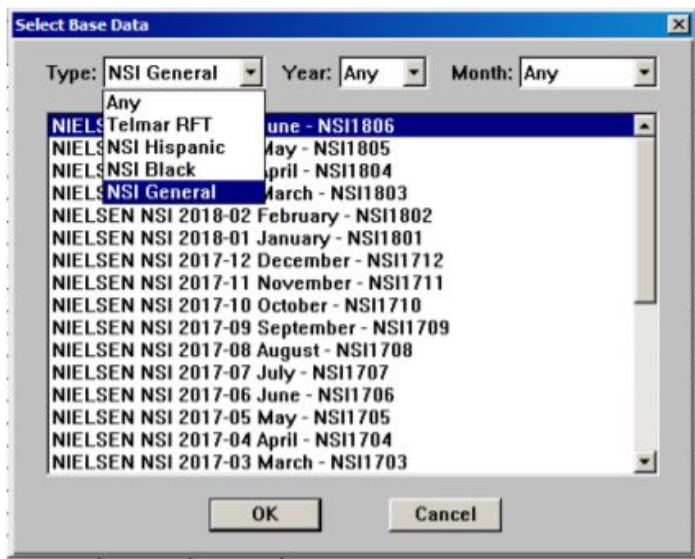 Select Base Data
Type: NSI General Year: Any Month: Any
Any
Telmar RFT
NSI Hispanic
NSI Black
NSI General
NIELS une - NSI1806
NIELS May - NSI1805
NIELS pril - NSI1804
NIELS March - NSI1803
NIELSEN NSI 2018-02 February - NSI1802
NIELSEN NSI 2018-01 January - NSI1801
NIELSEN NSI 2017-12 December - NSI1712
NIELSEN NSI 2017-11 November - NSI1711
NIELSEN NSI 2017-10 October - NSI1710
NIELSEN NSI 2017-09 September - NSI1709
NIELSEN NSI 2017-08 August - NSI1708
NIELSEN NSI 2017-07 July - NSI1707
NIELSEN NSI 2017-06 June - NSI1706
NIELSEN NSI 2017-05 May - NSI1705
NIELSEN NSI 2017-04 April - NSI1704
NIELSEN NSI 2017-03 March - NSI1703
OK Cancel